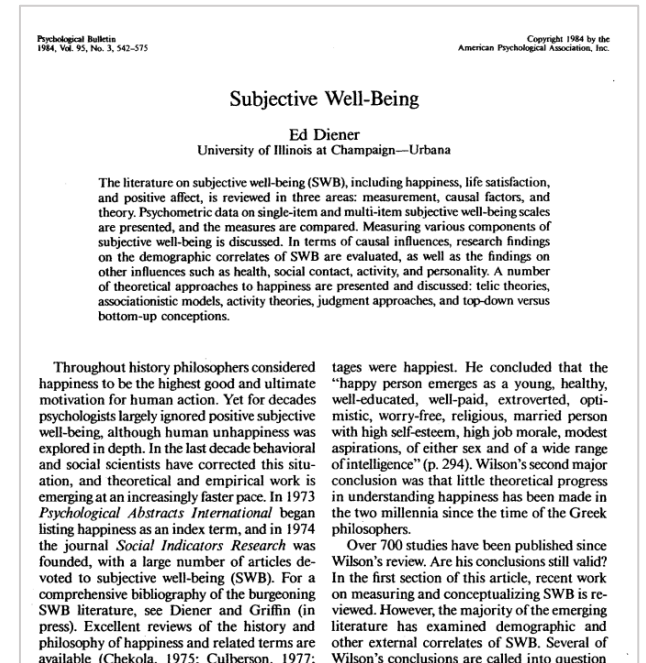 Psychological Bulletin
1984, Vol. 95, No. 3, 542-575
Copyright 1984 by the
American Psychological Association, Inc.
Subjective Well-Being
Ed Diener
University of Illinois at Champaign—Urbana
The literature on subjective well-being (SWB), including happiness, life satisfaction,
and positive affect, is reviewed in three areas: measurement, causal factors, and
theory. Psychometric data on single-item and multi-item subjective well-being scales
are presented, and the measures are compared. Measuring various components of
subjective well-being is discussed. In terms of causal influences, research findings
on the demographic correlates of SWB are evaluated, as well as the findings on
other influences such as health, social contact, activity, and personality. A number
of theoretical approaches to happiness are presented and discussed: telic theories,
associationistic models, activity theories, judgment approaches, and top-down versus
bottom-up conceptions.
Throughout history philosophers considered
happiness to be the highest good and ultimate
motivation for human action. Yet for decades
psychologists largely ignored positive subjective
well-being, although human unhappiness was
explored in depth. In the last decade behavioral
and social scientists have corrected this situ-
ation, and theoretical and empirical work is
emerging at an increasingly faster pace. In 1973
Psychological Abstracts International began
listing happiness as an index term, and in 1974
the journal Social Indicators Research was
founded, with a large number of articles de-
voted to subjective well-being (SWB). For a
comprehensive bibliography of the burgeoning
SWB literature, see Diener and Griffin (in
press). Excellent reviews of the history and
philosophy of happiness and related terms are
available (Chekola, 1975; Culberson, 1977;
tages were happiest. He concluded that the
"happy person emerges as a young, healthy,
well-educated, well-paid, extroverted, opti-
mistic, worry-free, religious, married person
with high self-esteem, high job morale, modest
aspirations, of either sex and of a wide range
of intelligence" (p. 294). Wilson's second major
conclusion was that little theoretical progress
in understanding happiness has been made in
the two millennia since the time of the Greek
philosophers.
Over 700 studies have been published since
Wilson's review. Are his conclusions still valid?
In the first section of this article, recent work
on measuring and conceptualizing SWB is re-
viewed. However, the majority of the emerging
literature has examined demographic and
other external correlates of SWB. Several of
Wilson's conclusions are called into question